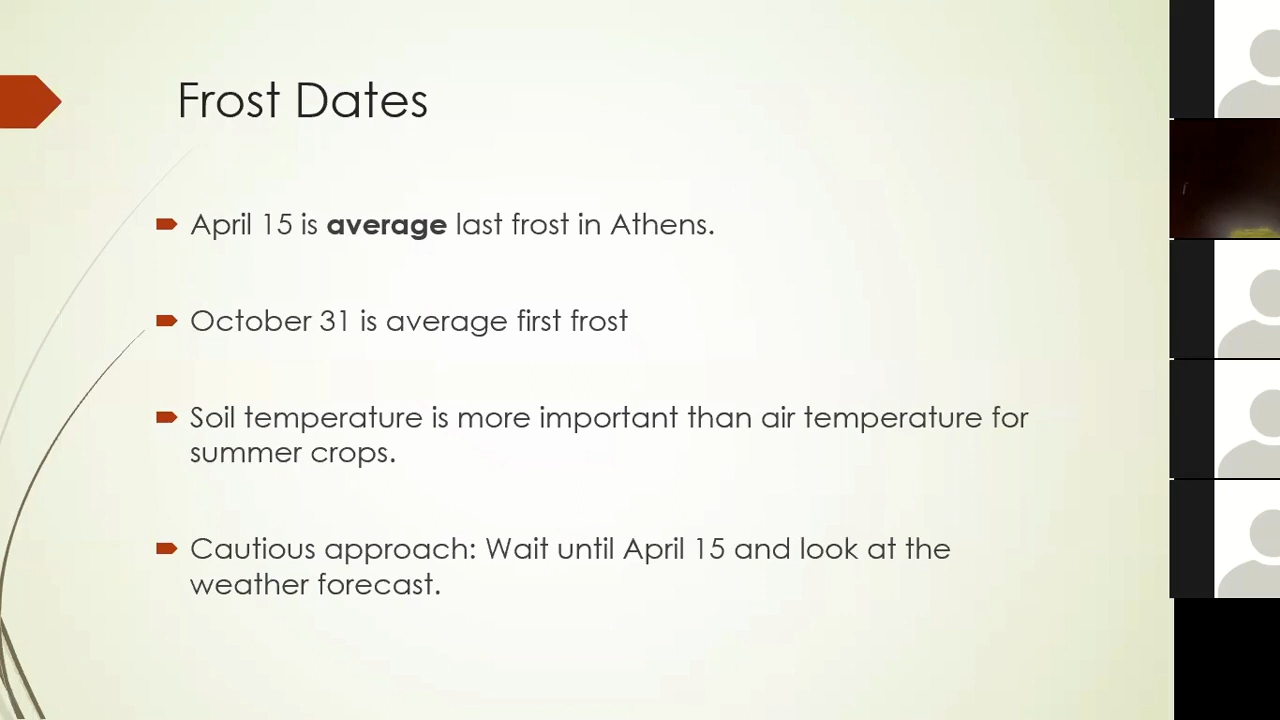 Frost Dates
April 15 is average last frost in Athens.
October 31 is average first frost
Soil temperature is more important than air temperature for
summer crops.
Cautious approach: Wait until April 15 and look at the
weather forecast.